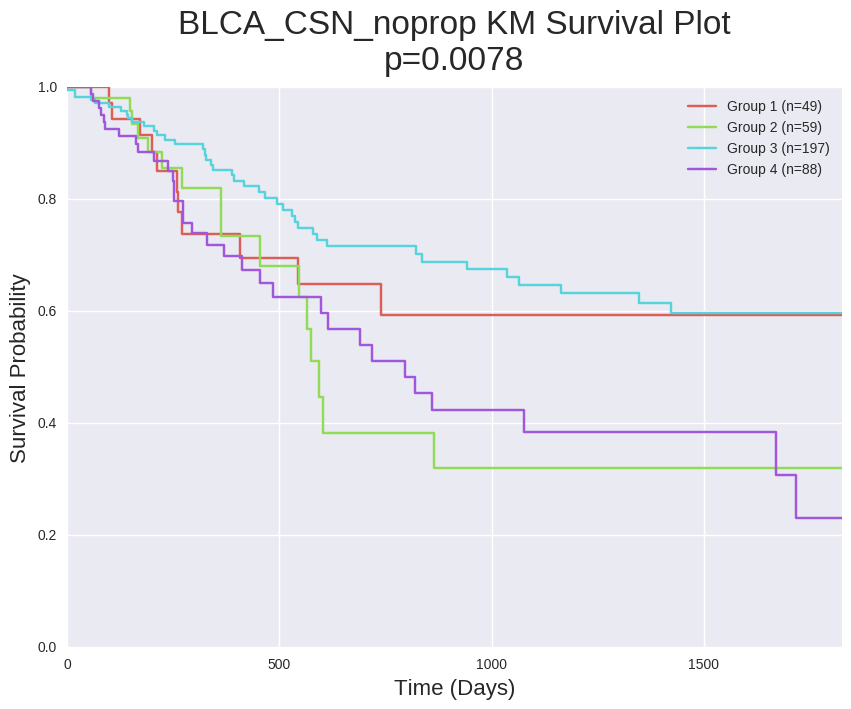 BLCA_CSN_noprop KM Survival Plot
p=0.0078
Group 1 (n=49)
Group 2 (n=59)
Group 3 (n=197)
Group 4 (n=88)
Survival Probability
1.0
0.8
0.6
0.4
0.2
0.0
0
500
1000
1500
Time (Days)